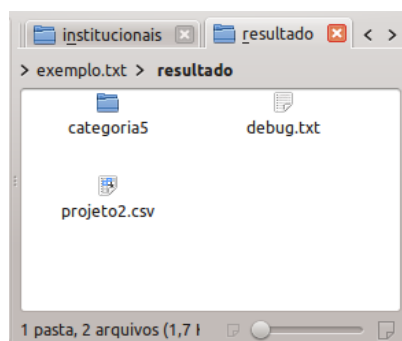 institucionais resultado < >
> exemplo.txt > resultado
categoria5 debug.txt
projeto2.csv
1 pasta, 2 arquivos (1,7